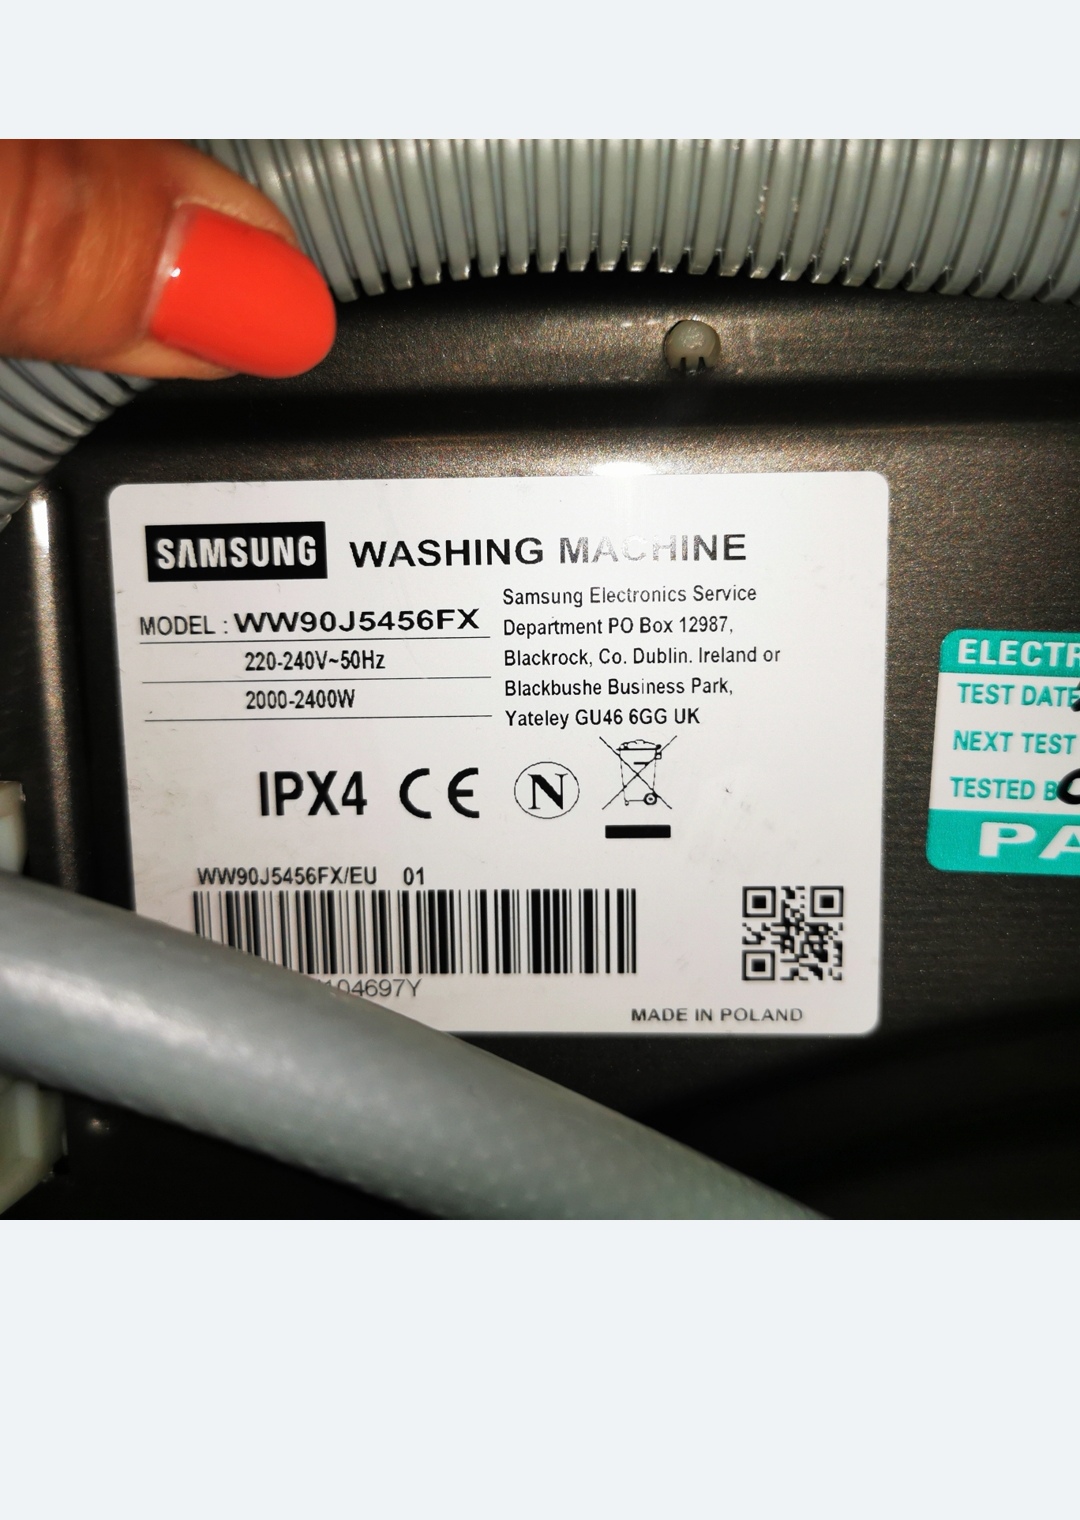 SAMSUNG WASHING MACHINE
MODEL : WW90J5456FX
220-240V~50Hz
2000-2400W
Samsung Electronics Service
Department PO Box 12987,
Blackrock, Co. Dublin. Ireland or
Blackbushe Business Park,
Yateley GU46 6GG UK
IPX4 CE N
WW90J5456FX/EU 01
104697Y
MADE IN POLAND
TEST DATE
NEXT TEST
TESTED